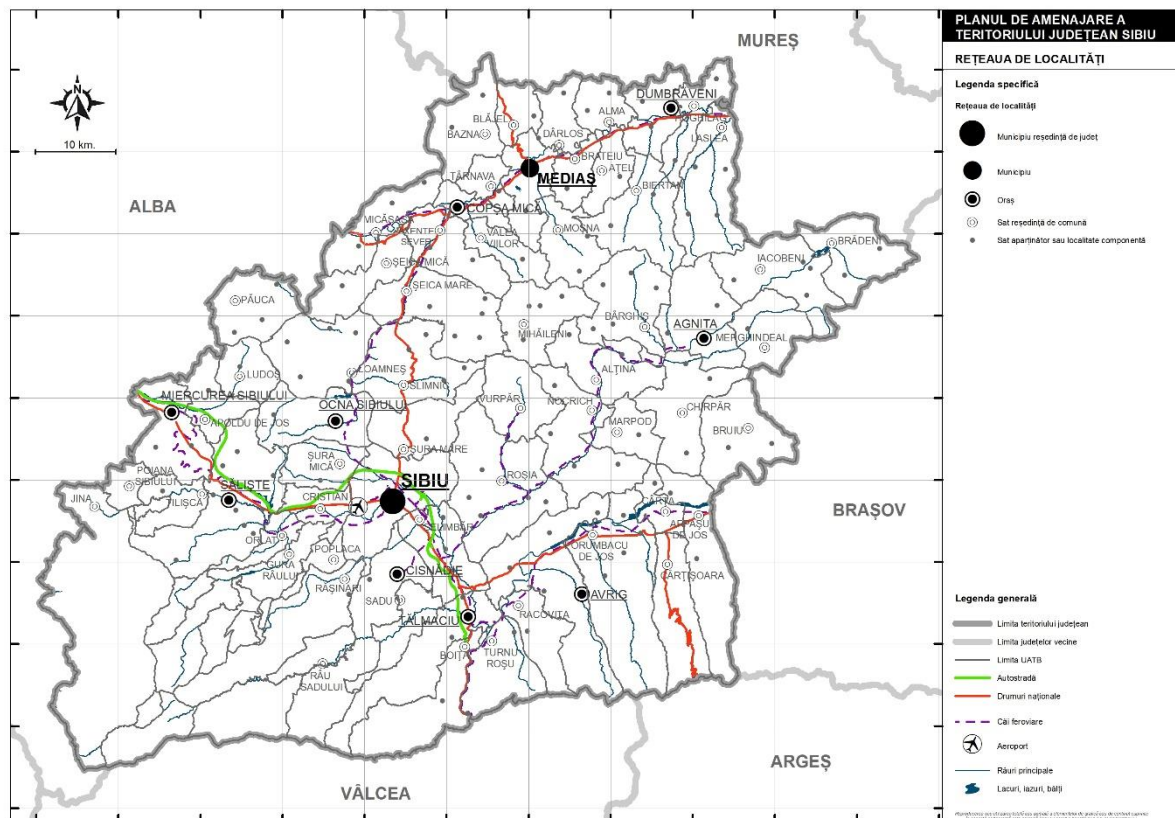 PLANUL DE AMENAJARE A
TERITORIULUI JUDEȚEAN SIBIU
REȚEAUA DE LOCALITĂȚI
Legenda specifică
Rețeaua de localități
Municipiu reședință de județ
Municipiu
Oraș
Sat reședință de comună
Sat aparținător sau localitate componentă
N
10 km.
MUREȘ
ALBA
BRAȘOV
ARGEȘ
VÂLCEA
DUMBRĂVENI
BLĂJEL
ALMA
BAZNA
DÂRLOS
LASLEA
BRATEIU
MEDIAȘ
AȚEL
TÂRNAVA
BIERTAN
COPȘA MICĂ
MICĂSASA
AXENTE
SEVER
VALEA
VIILOR
MOȘNA
BRĂDENI
ȘEICA MICĂ
IACOBENI
ȘEICA MARE
PĂUCA
BÂRGHIȘ
AGNITA
MIHĂILENI
MERGHINDEAL
LOAMNEȘ
LUDOȘ
ALȚINA
SLIMNIC
MIERCUREA SIBIULUI
OCNA SIBIULUI
VURPĂR
NOCRICH
CHIRPĂR
APOLDU DE JOS
MARPOD
BRUIU
ȘURA MARE
ȘURA
MICĂ
POIANA
SIBIULUI
ROȘIA
SIBIU
SĂLIȘTE
JINA
TILIȘCA
CRISTIAN
CÂRȚA
ARPAȘU
DE JOS
ORLAT
POPLACA
DE JOS
GURA
RÂULUI
CISNĂDIE
CÂRȚIȘOARA
RĂȘINARI
AVRIG
SADU
RACOVIȚA
TĂLMACIU
BOIȚA
TURNU
ROȘU
RÂU
SADULUI
Legenda generală
Limita teritoriului județean
Limita județelor vecine
Limita UATB
Autostradă
Drumuri naționale
Căi feroviare
Aeroport
Râuri principale
Lacuri, iazuri, bălți